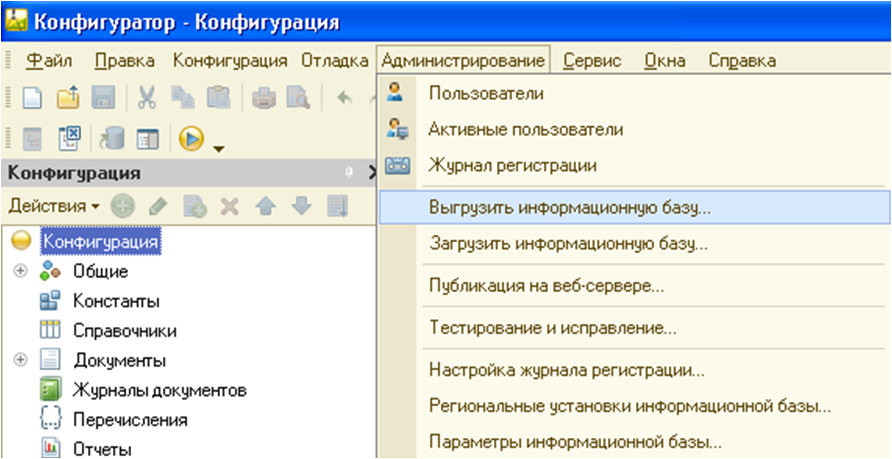 Конфигуратор - Конфигурация
Файл Правка Конфигурация Отладка Администрирование Сервис Окна Справка
Пользователи
Активные пользователи
Журнал регистрации
Выгрузить информационную базу...
Загрузить информационную базу...
Публикация на веб-сервере...
Тестирование и исправление...
Настройка журнала регистрации...
Региональные установки информационной базы...
Параметры информационной базы...
Конфигурация
Действия
Конфигурация
Общие
Константы
Справочники
Документы
Журналы документов
Перечисления
Отчеты